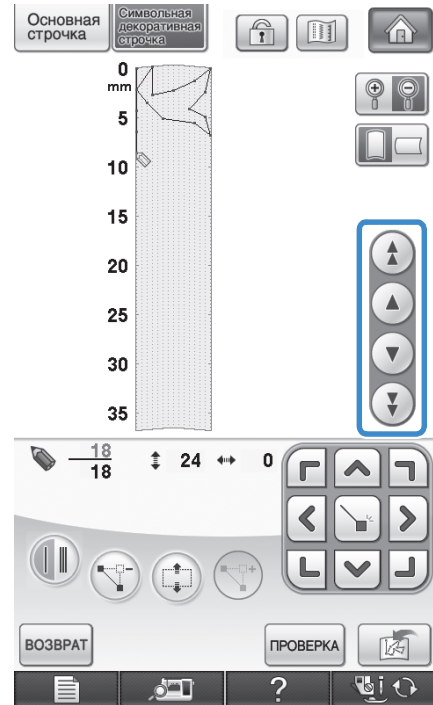 Основная
строчка
Символьная
декоративная
строчка
0
mm
5
10
15
20
25
30
35
18
18
24
0
ВОЗВРАТ
ПРОВЕРКА
?